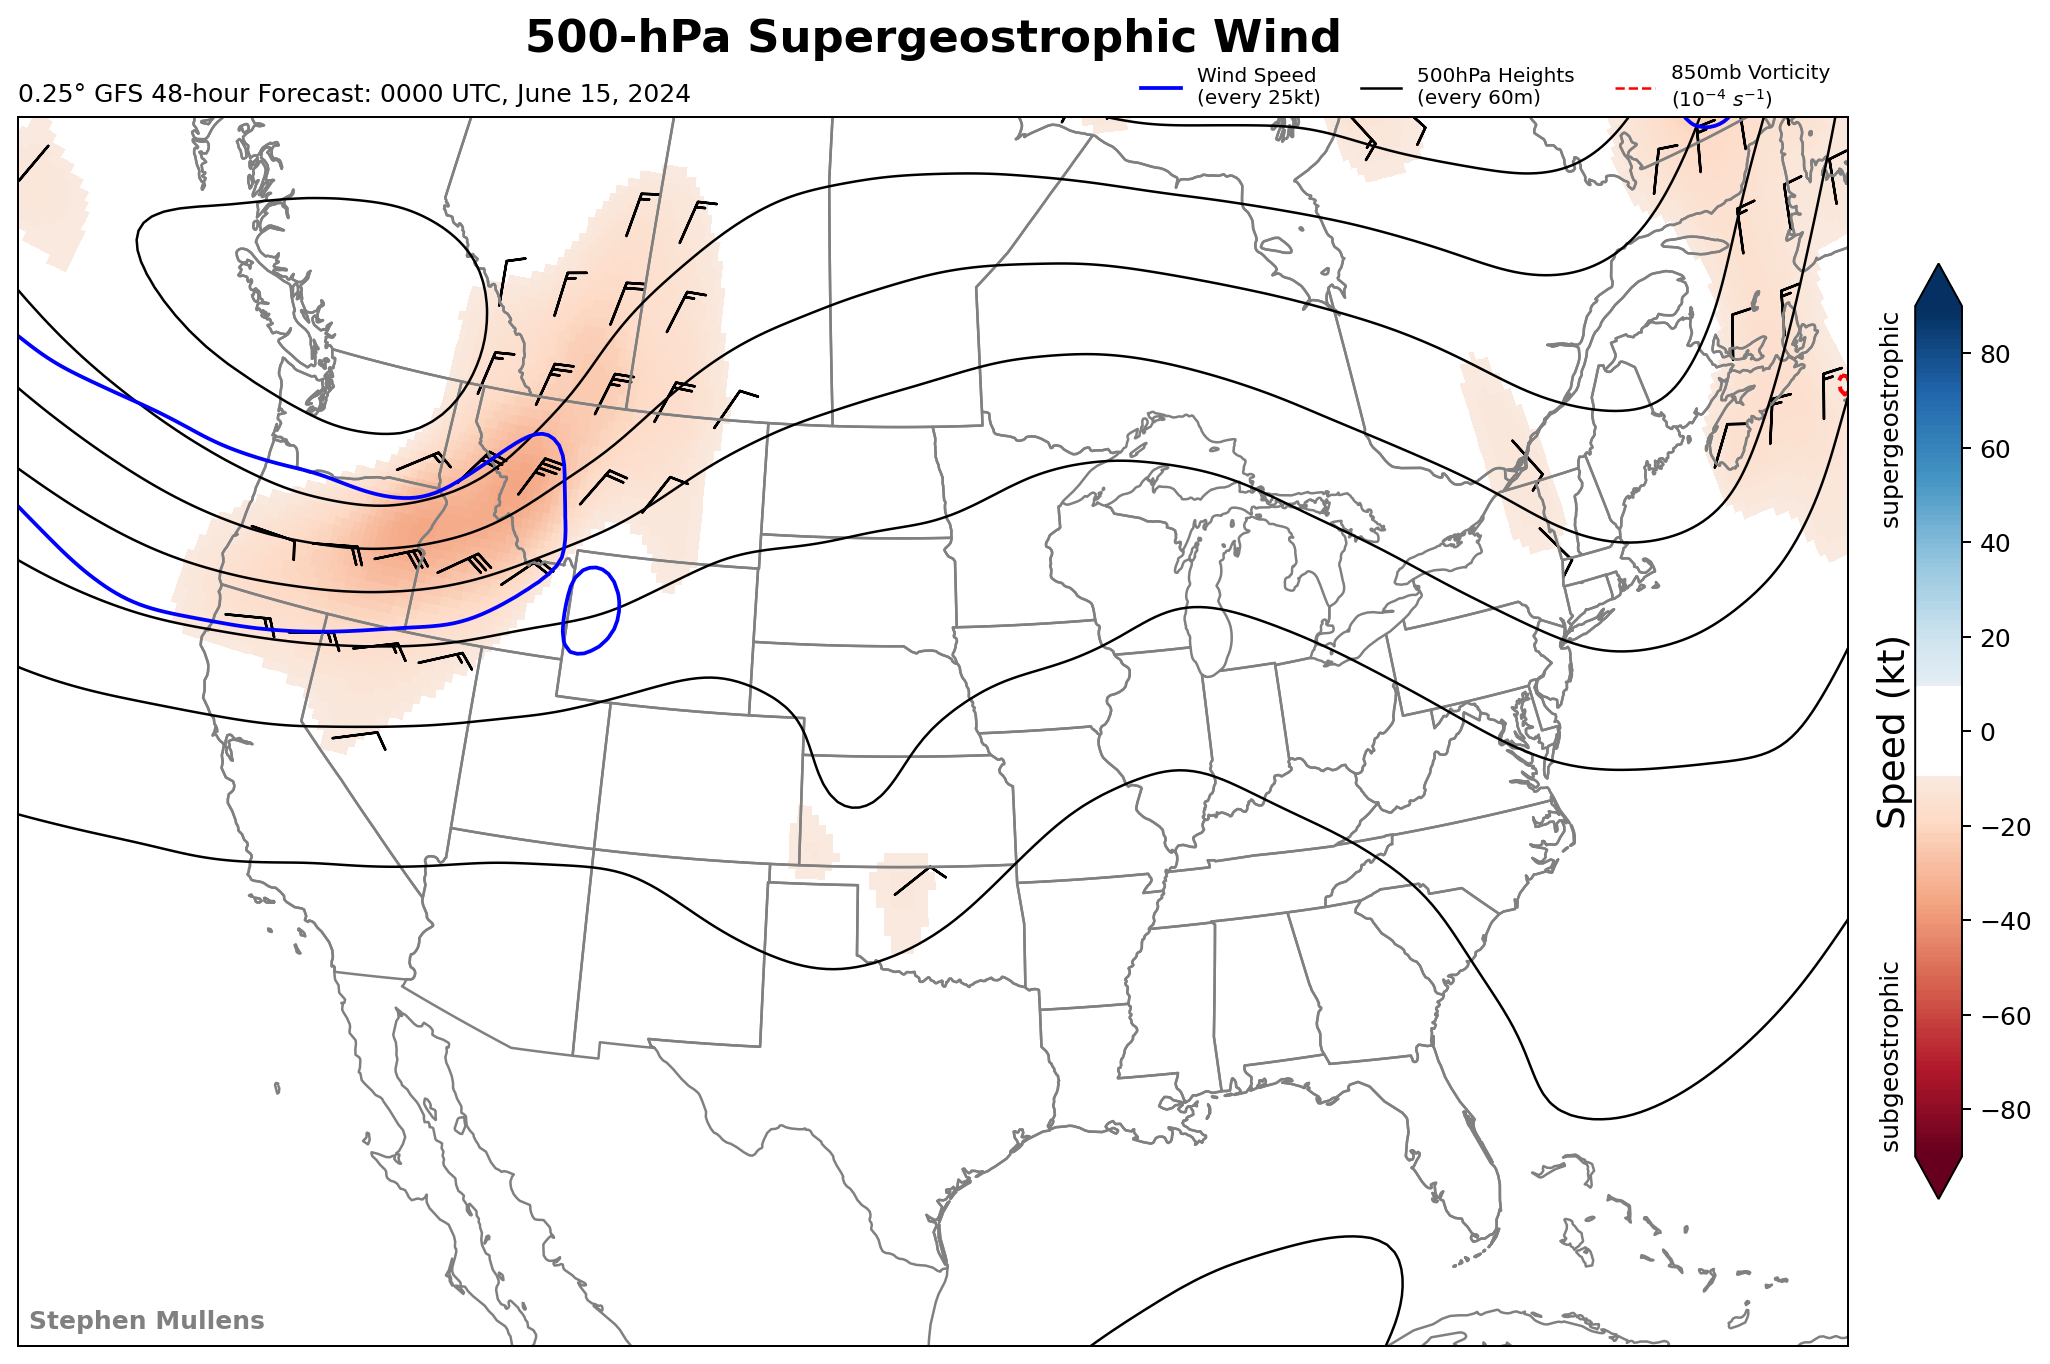 500-hPa Supergeostrophic Wind
0.25° GFS 48-hour Forecast: 0000 UTC, June 15, 2024
Wind Speed
(every 25kt)
500hPa Heights
(every 60m)
850mb Vorticity
(10⁻⁴ s⁻¹)
supergeostrophic
Speed (kt)
subgeostrophic
80
60
40
20
0
−20
−40
−60
−80
Stephen Mullens